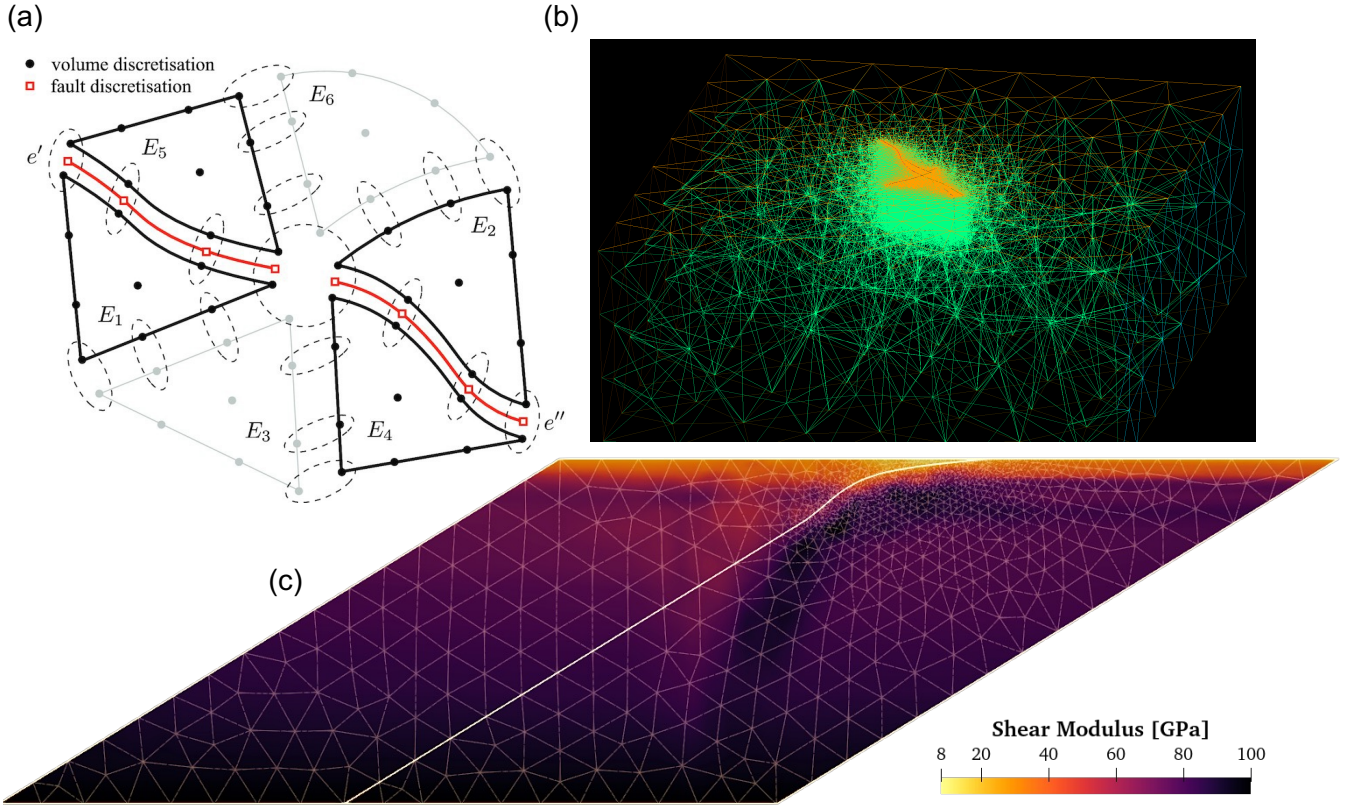 (a)
(b)
volume discretisation
fault discretisation
E6
e′
E5
E2
E1
E3
E4
e″
(c)
Shear Modulus [GPa]
8 20 40 60 80 100